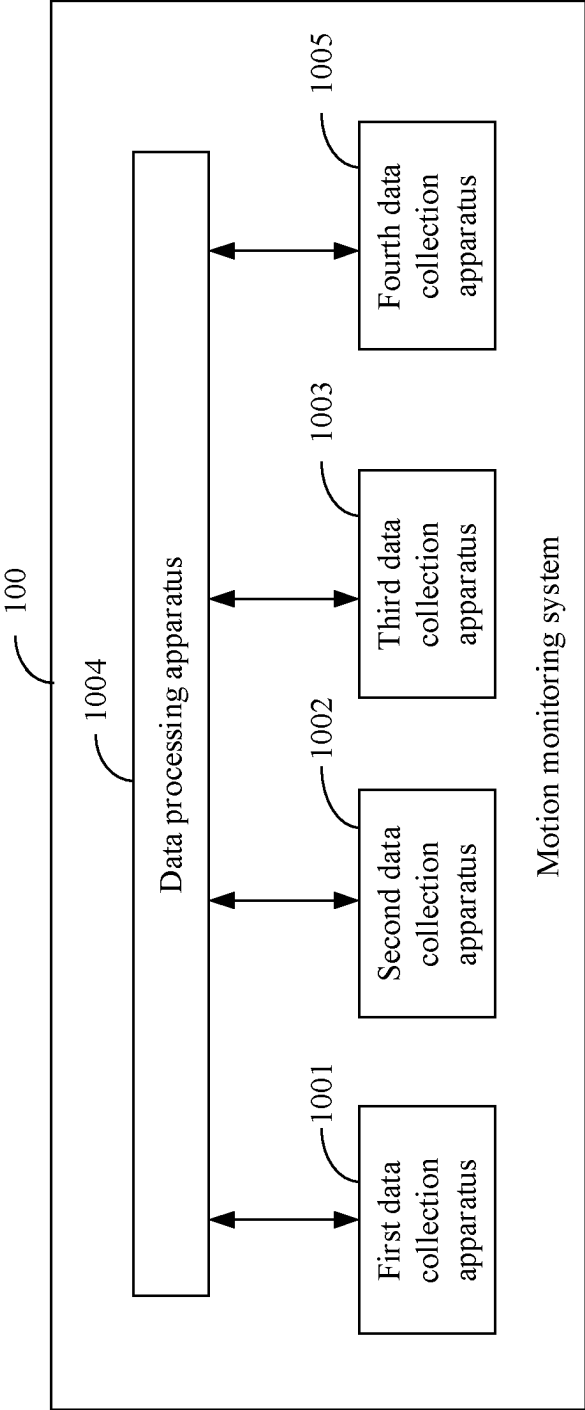 100
1004
Data processing apparatus
1001
1002
1003
1005
First data
collection
apparatus
Second data
collection
apparatus
Third data
collection
apparatus
Fourth data
collection
apparatus
Motion monitoring system